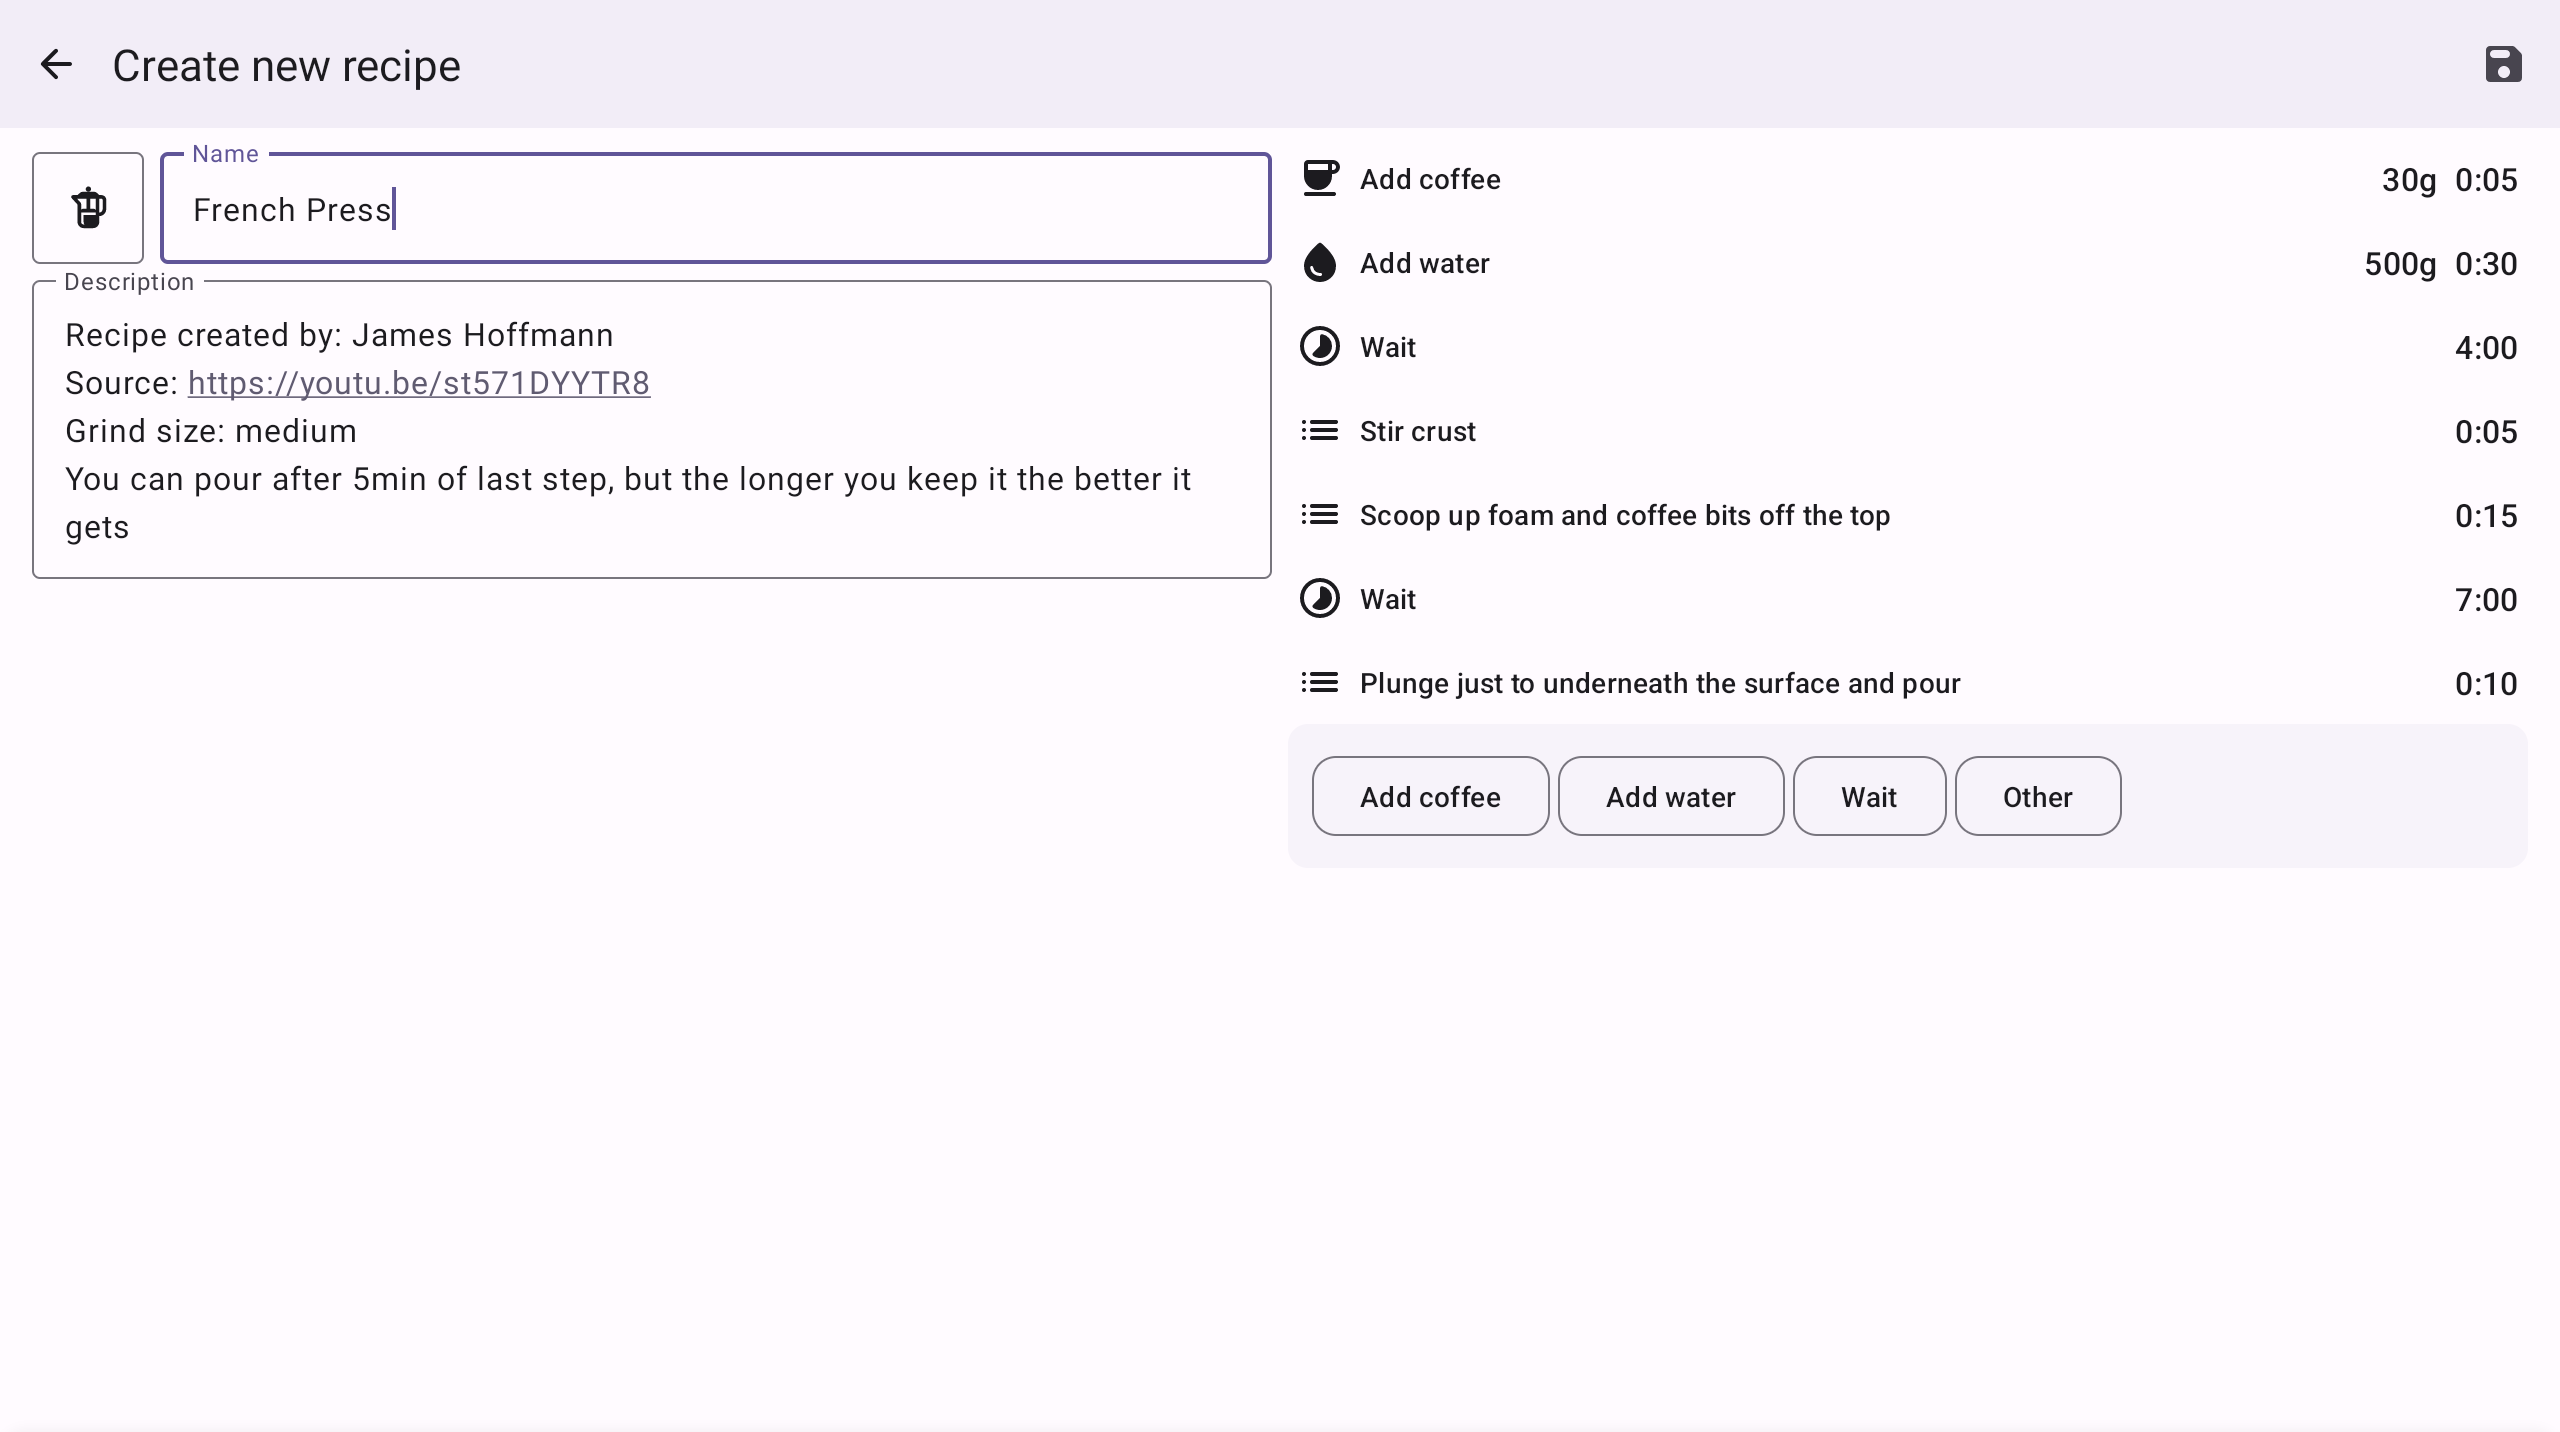 Create new recipe
Name
French Press
Description
Recipe created by: James Hoffmann
Source: https://youtu.be/st571DYYTR8
Grind size: medium
You can pour after 5min of last step, but the longer you keep it the better it
gets
Add coffee 30g 0:05
Add water 500g 0:30
Wait 4:00
Stir crust 0:05
Scoop up foam and coffee bits off the top 0:15
Wait 7:00
Plunge just to underneath the surface and pour 0:10
Add coffee Add water Wait Other